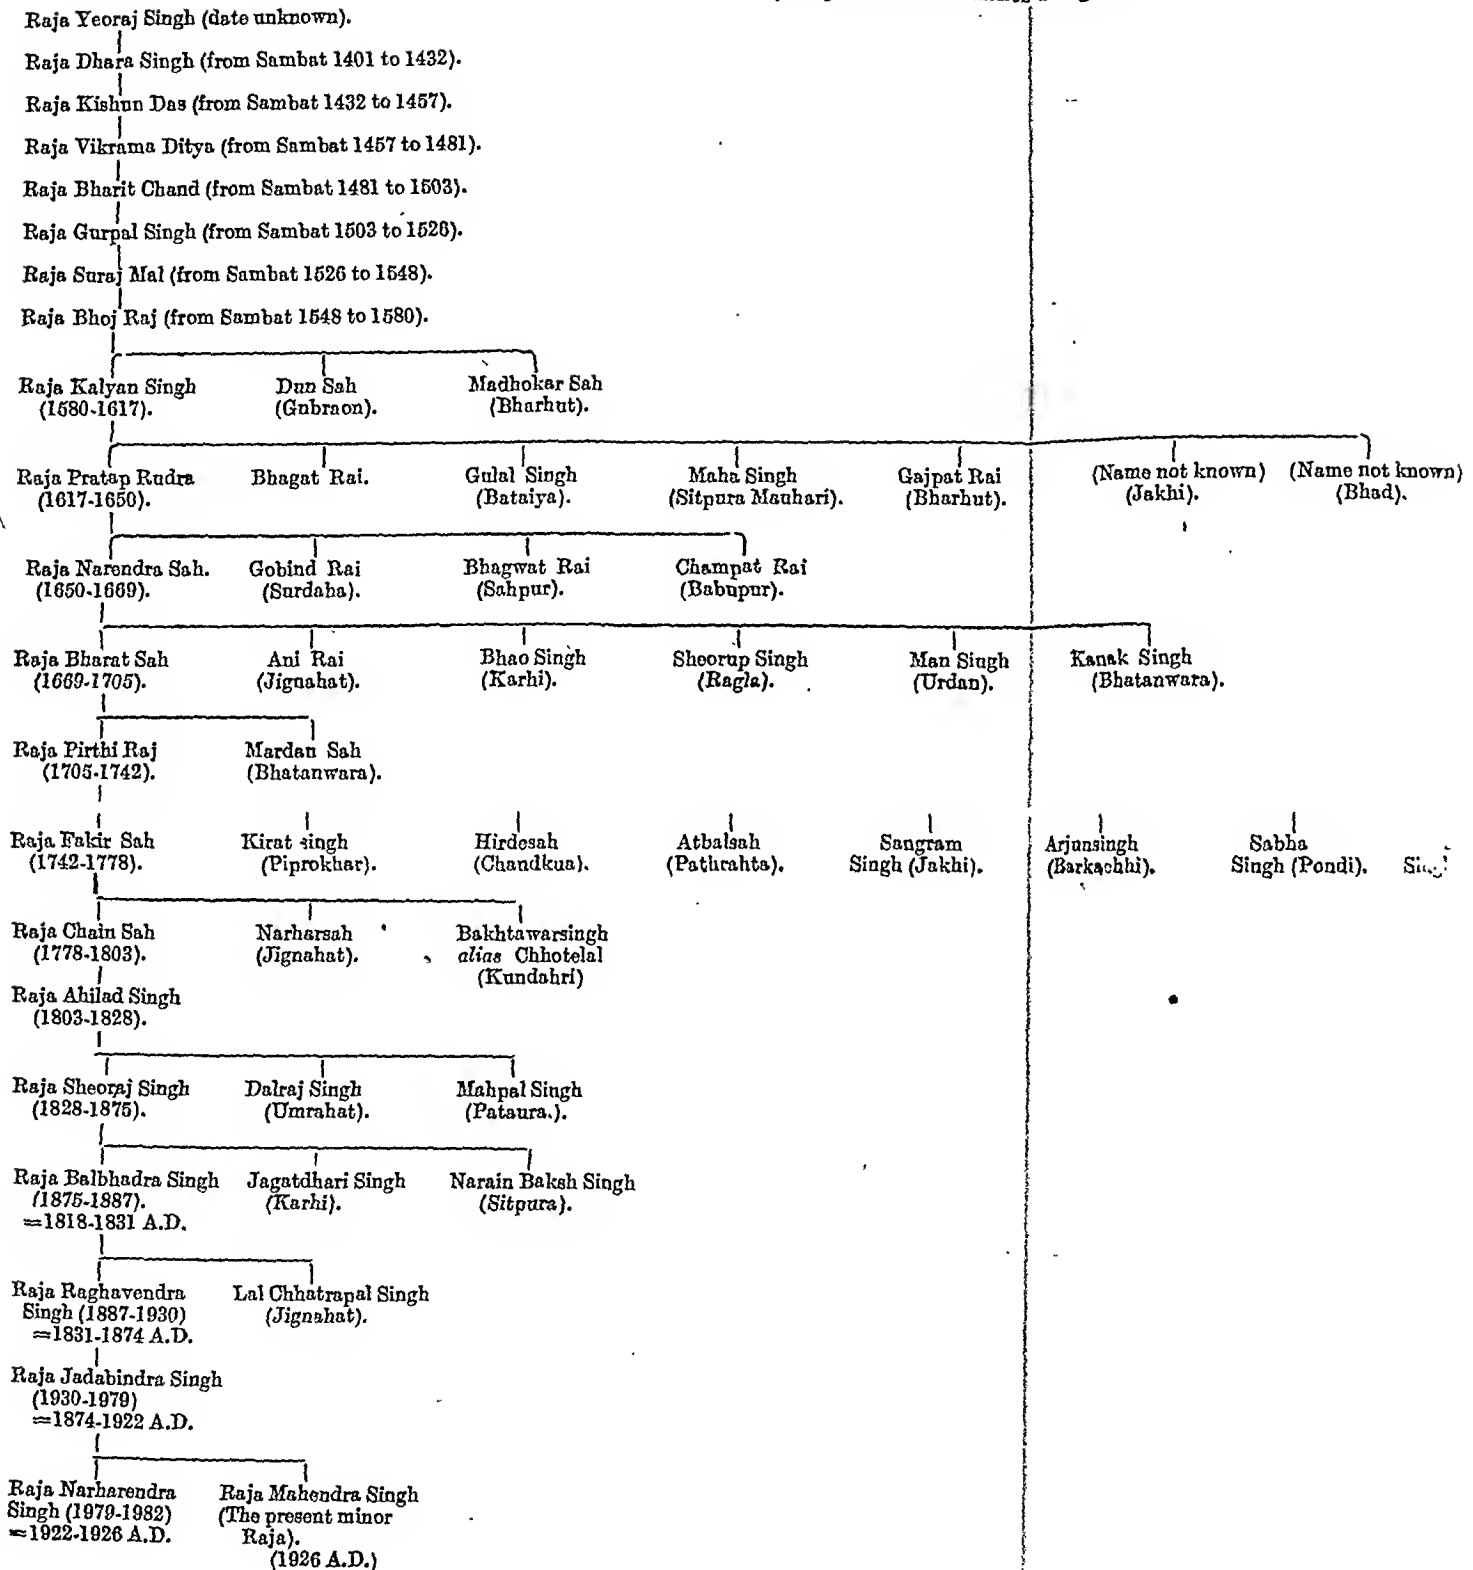 Raja Yeoraj Singh (date unknown).
Raja Dhara Singh (from Sambat 1401 to 1432).
Raja Kishun Das (from Sambat 1432 to 1457).
Raja Vikrama Ditya (from Sambat 1457 to 1481).
Raja Bharit Chand (from Sambat 1481 to 1503).
Raja Gurpal Singh (from Sambat 1503 to 1526).
Raja Suraj Mal (from Sambat 1526 to 1548).
Raja Bhoj Raj (from Sambat 1548 to 1580).
Raja Kalyan Singh Dun Sah Madhokar Sah
(1580-1617). (Gubraon). (Bharhut).
Raja Pratap Rudra Bhagat Rai. Gulal Singh Maha Singh Gajpat Rai (Name not known) (Name not known)
(1617-1650). (Bataiya). (Sitpura Mauhari). (Bharhut). (Jakhi). (Bhad).
Raja Narendra Sah. Gobind Rai Bhagwat Rai Champat Rai
(1650-1669). (Surdaha). (Sahpur). (Babupur).
Raja Bharat Sah Ani Rai Bhao Singh Sheorup Singh Man Singh Kanak Singh
(1669-1705). (Jignahat). (Karhi). (Ragla). (Urdan). (Bhatanwara).
Raja Pirthi Raj Mardan Sah
(1705-1742). (Bhatanwara).
Raja Fakir Sah Kirat singh Hirdesah Atbalsah Sangram Arjunsingh Sabha
(1742-1778). (Piprokhar). (Chandkua). (Pathrahta). Singh (Jakhi). (Barkachhi). Singh (Pondi).
Raja Chain Sah Narharsah Bakhtawarsingh
(1778-1803). (Jignahat). alias Chhotelal
(Kundahri)
Raja Ahilad Singh
(1803-1828).
Raja Sheoraj Singh Dalraj Singh Mahpal Singh
(1828-1875). (Umrahat). (Pataura.).
Raja Balbhadra Singh Jagatdhari Singh Narain Baksh Singh
(1875-1887). (Karhi). (Sitpura).
=1818-1831 A.D.
Raja Raghavendra Lal Chhatrapal Singh
Singh (1887-1930) (Jignahat).
=1831-1874 A.D.
Raja Jadabindra Singh
(1930-1979)
=1874-1922 A.D.
Raja Narharendra Raja Mahendra Singh
Singh (1979-1982) (The present minor
=1922-1926 A.D. Raja).
(1926 A.D.)